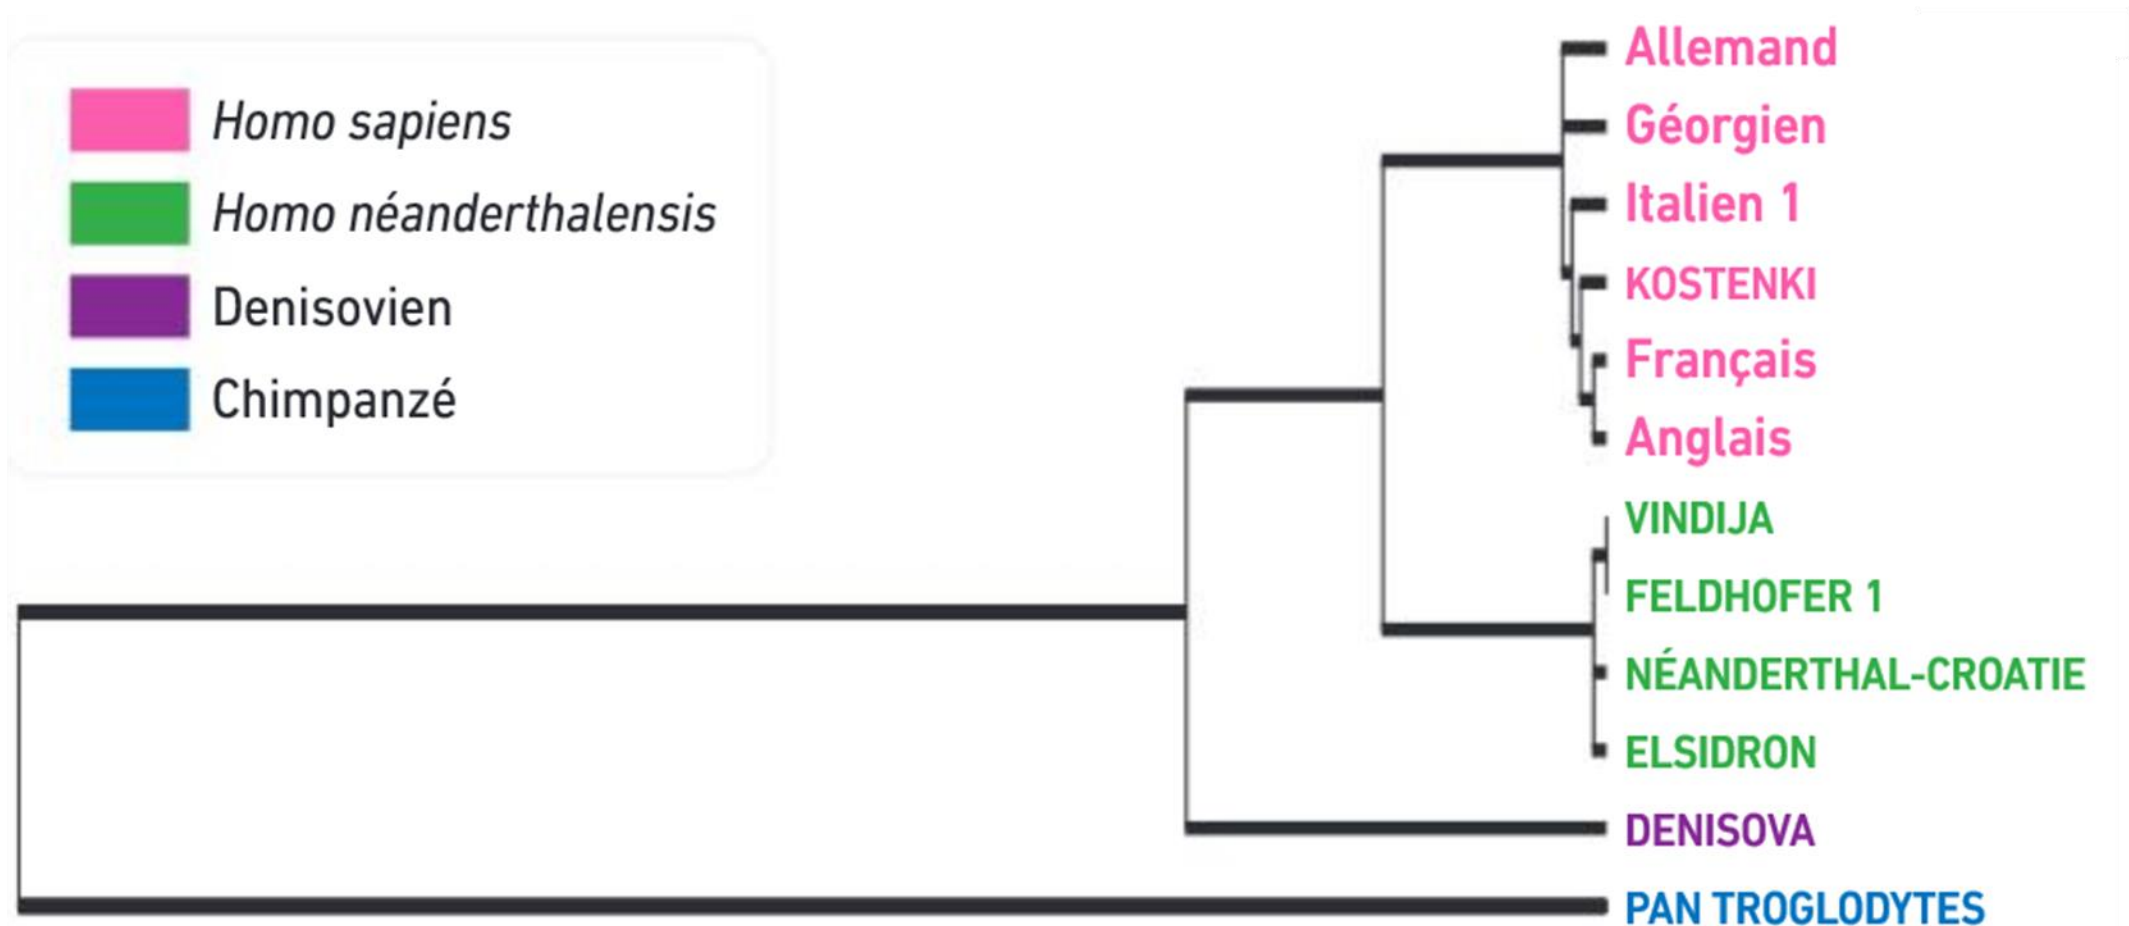 Homo sapiens
Homo néanderthalensis
Denisovien
Chimpanzé
Allemand
Géorgien
Italien 1
KOSTENKI
Français
Anglais
VINDIJA
FELDHOFER 1
NÉANDERTHAL-CROATIE
ELSIDRON
DENISOVA
PAN TROGLODYTES